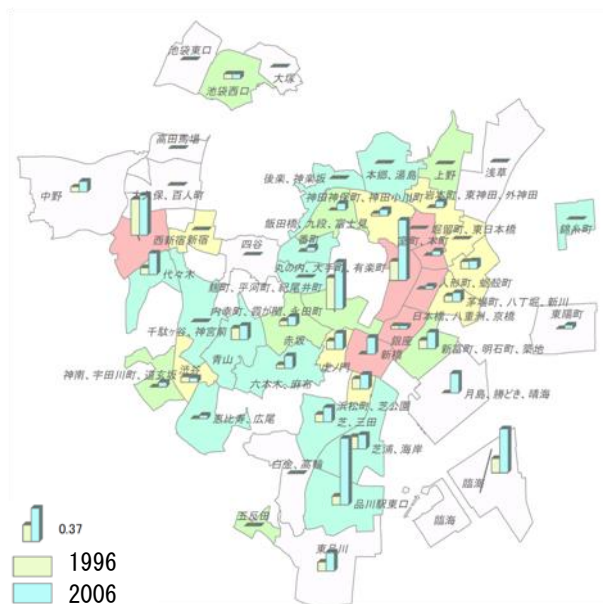 池袋東口
大塚
池袋西口
高田馬場
大久保、百人町
中野
西新宿
新宿
四谷
代々木
後楽、神楽坂
本郷、湯島
上野
浅草
神田神保町、神田小川町
岩本町、東神田、外神田
飯田橋、九段、富士見
番町
室町、本町
堀留町、東日本橋
錦糸町
丸の内、大手町、有楽町
麹町、平河町、紀尾井町
人形町、蛎殻町
内幸町、霞が関、永田町
茅場町、八丁堀、新川
日本橋、八重洲、京橋
東陽町
千駄ヶ谷、神宮前
赤坂
銀座
新橋
新富町、明石町、築地
青山
虎ノ門
神南、宇田川町、道玄坂
渋谷
六本木、麻布
月島、勝どき、晴海
恵比寿、広尾
浜松町、芝公園
芝、三田
芝浦、海岸
白金、高輪
品川駅東口
臨海
臨海
五反田
東品川
0.37
1996
2006